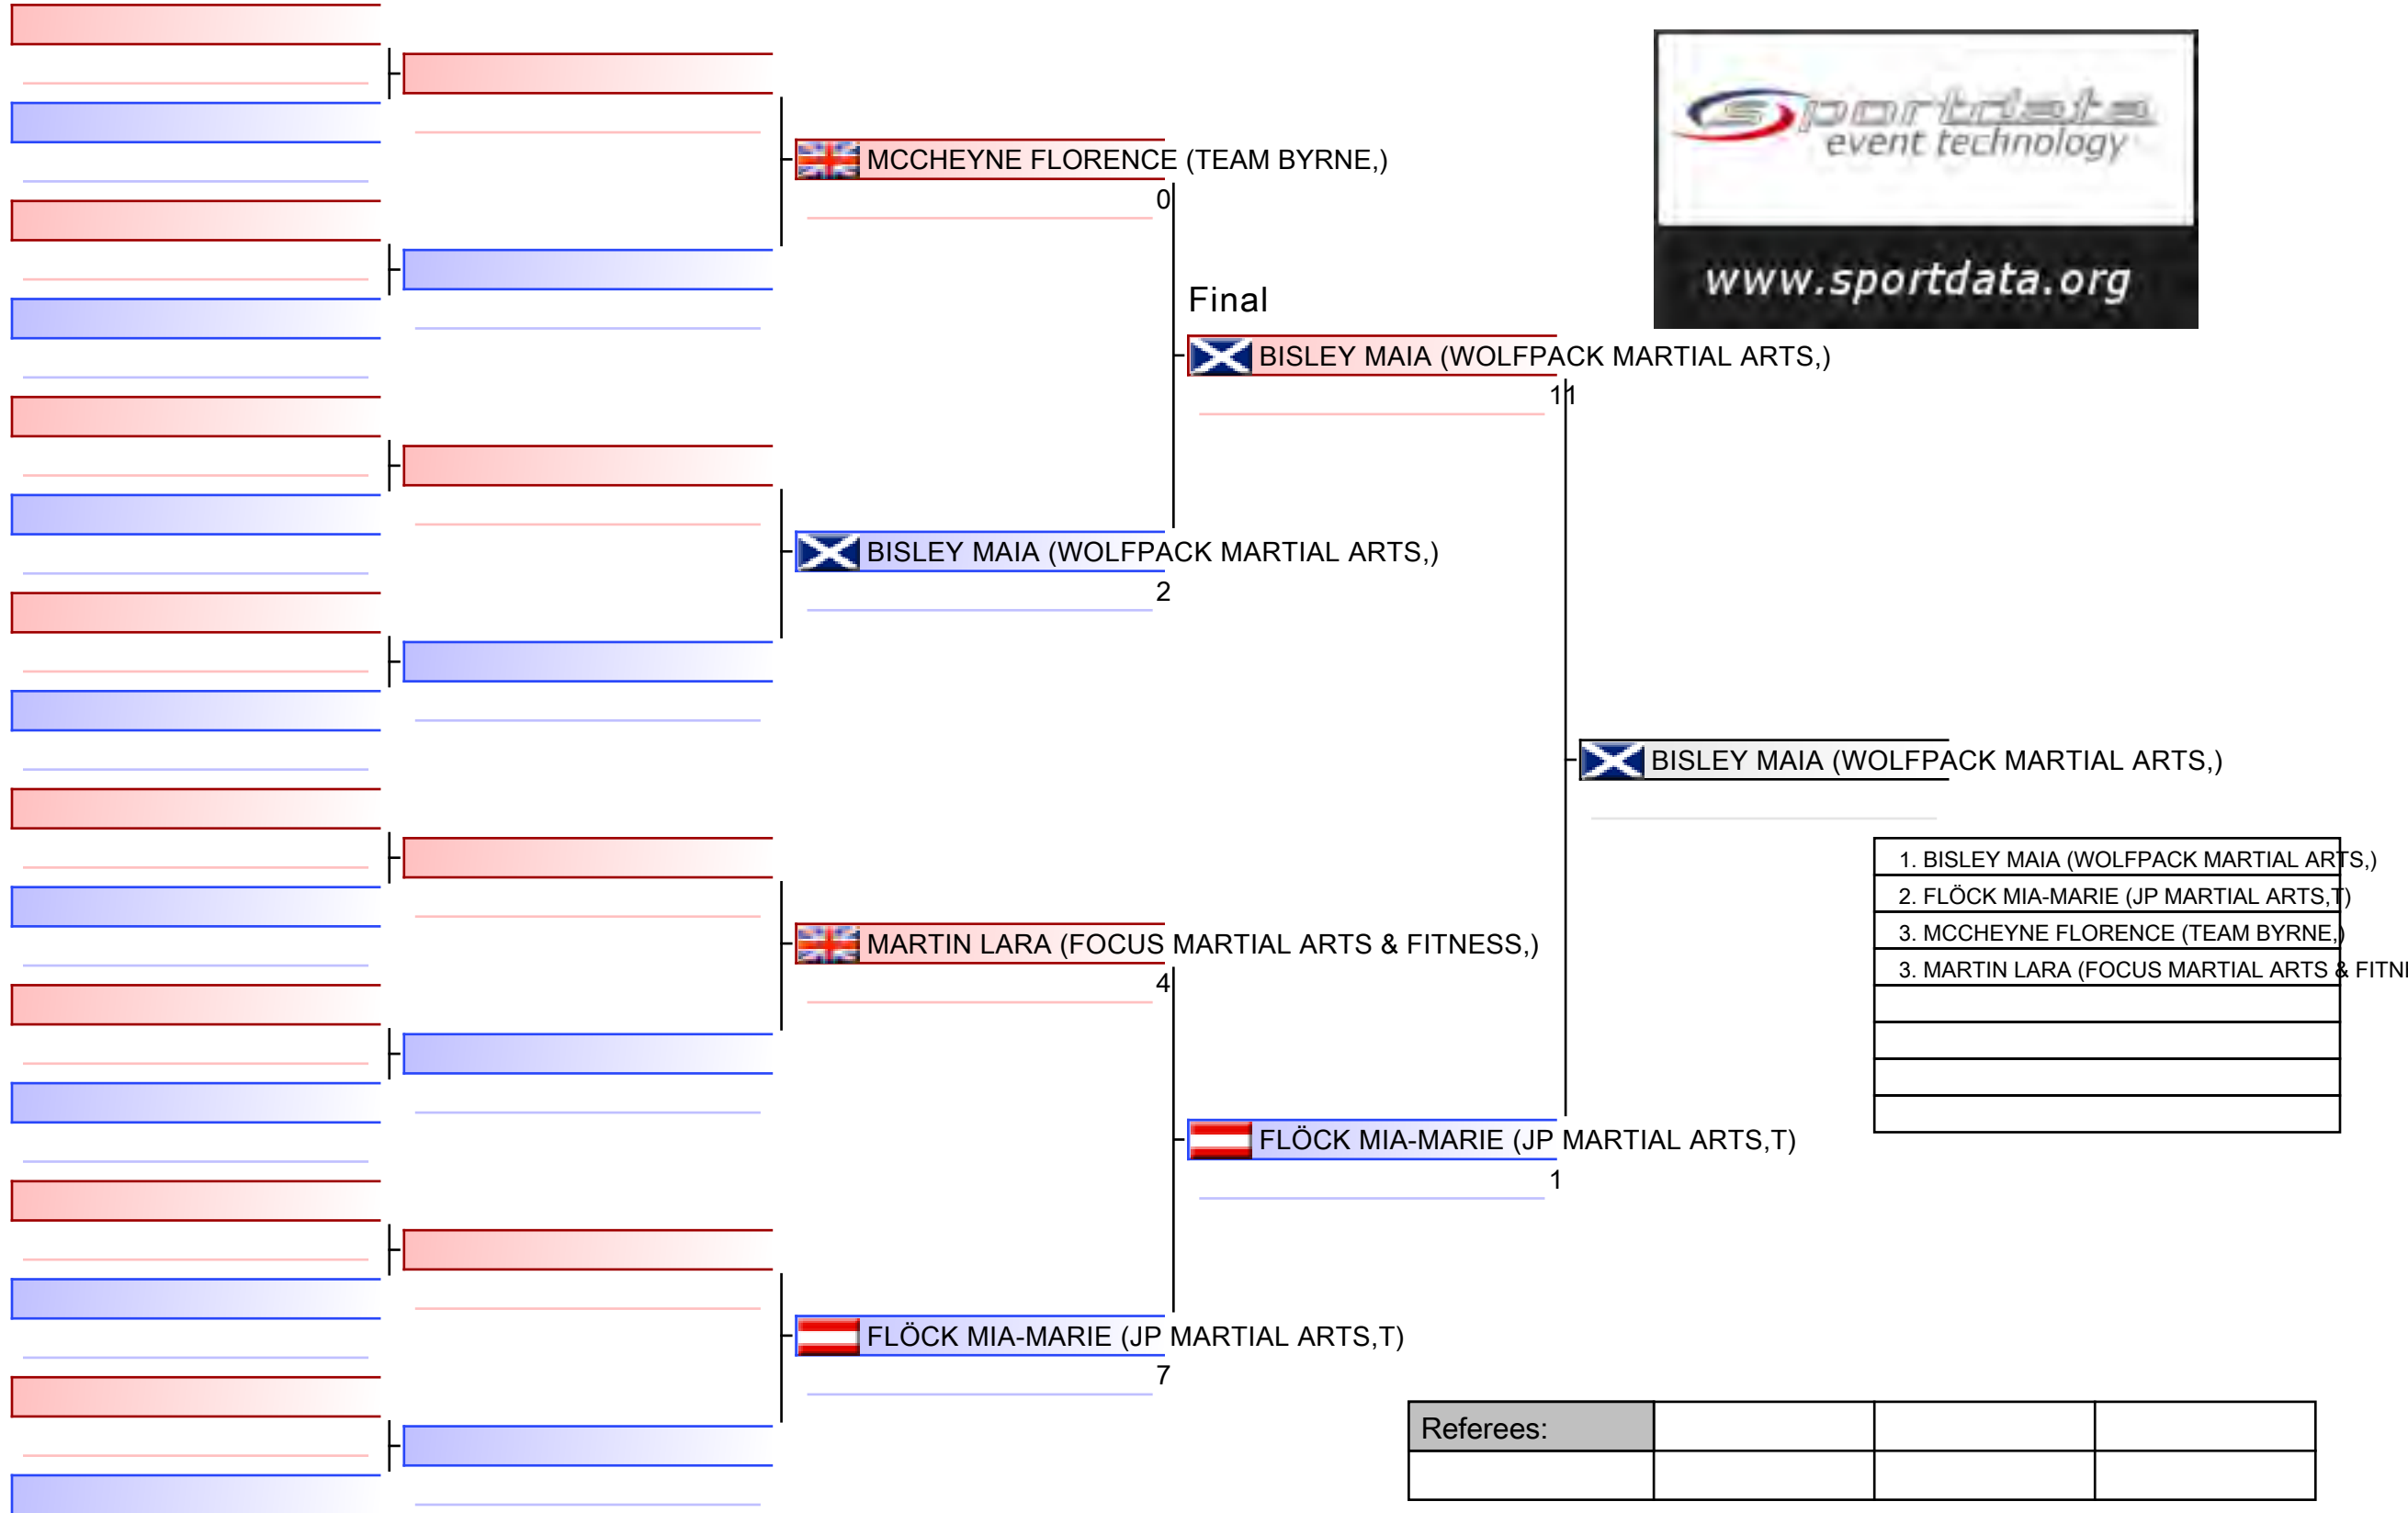 sportdata
event technology
www.sportdata.org
MCCHEYNE FLORENCE (TEAM BYRNE,)
0
Final
BISLEY MAIA (WOLFPACK MARTIAL ARTS,)
11
BISLEY MAIA (WOLFPACK MARTIAL ARTS,)
2
BISLEY MAIA (WOLFPACK MARTIAL ARTS,)
1. BISLEY MAIA (WOLFPACK MARTIAL ARTS,)
2. FLÖCK MIA-MARIE (JP MARTIAL ARTS,T)
3. MCCHEYNE FLORENCE (TEAM BYRNE,)
3. MARTIN LARA (FOCUS MARTIAL ARTS & FITN
MARTIN LARA (FOCUS MARTIAL ARTS & FITNESS,)
4
FLÖCK MIA-MARIE (JP MARTIAL ARTS,T)
1
FLÖCK MIA-MARIE (JP MARTIAL ARTS,T)
7
Referees: